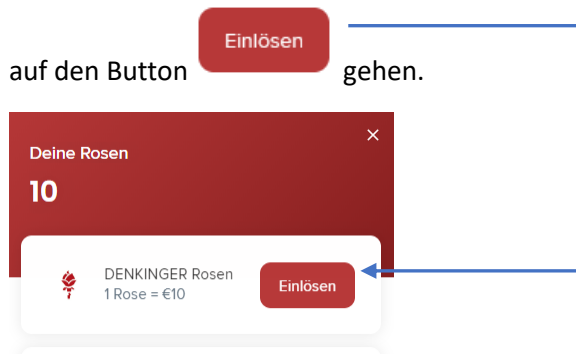 Einlösen
auf den Button gehen.
Deine Rosen
10
DENKINGER Rosen
1 Rose = €10
Einlösen